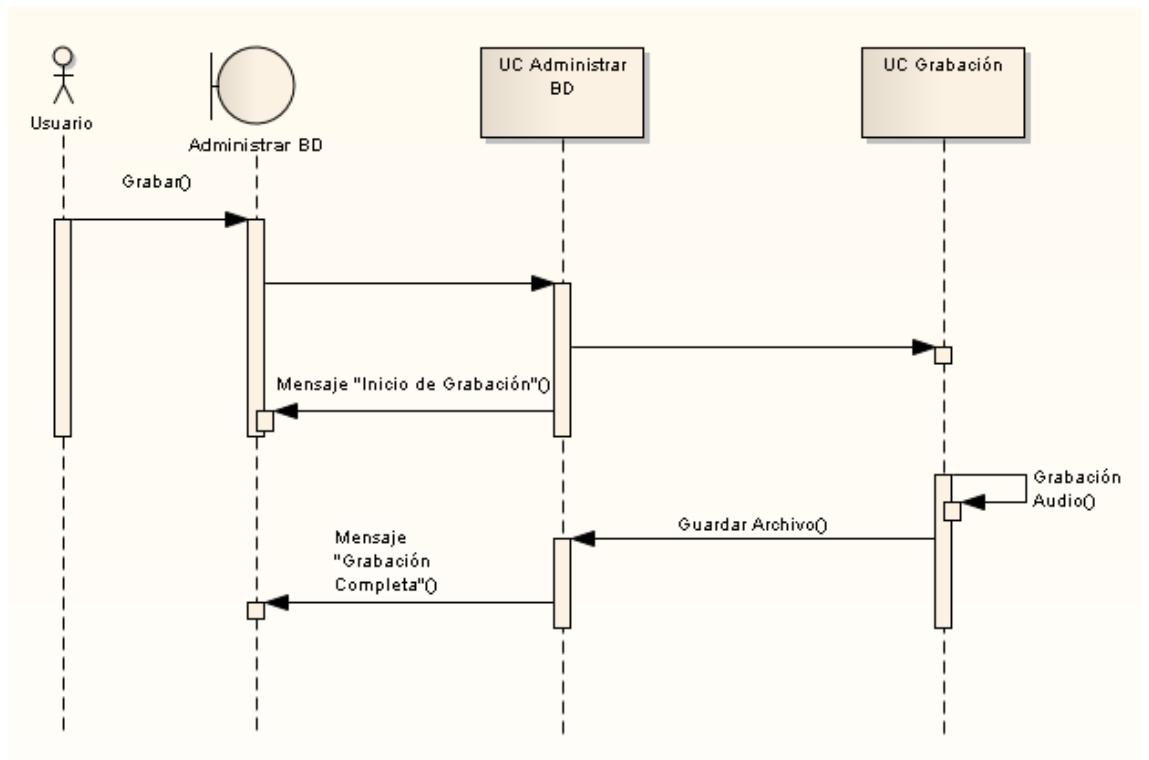 UC Administrar
BD
UC Grabación
Usuario
Administrar BD
Grabar()
Mensaje "Inicio de Grabación"()
Grabación
Audio()
Guardar Archivo()
Mensaje
"Grabación
Completa"()